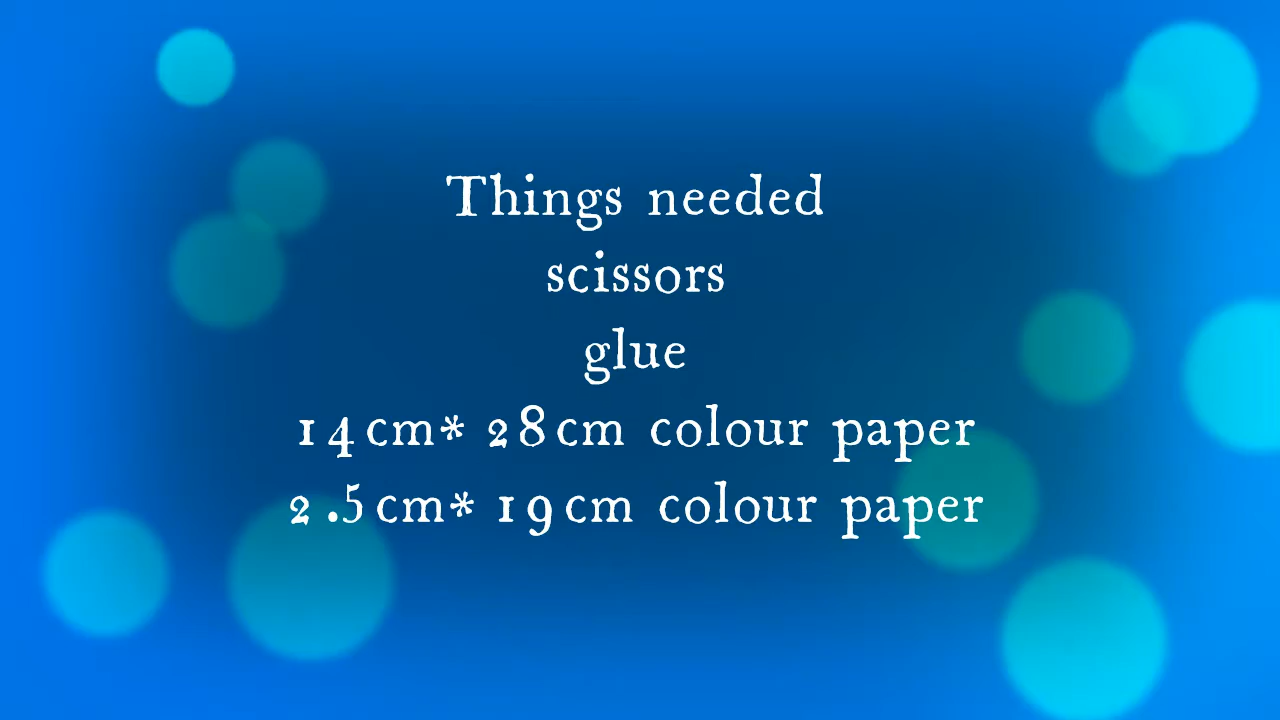 Things needed
scissors
glue
14cm* 28cm colour paper
2.5cm* 19cm colour paper